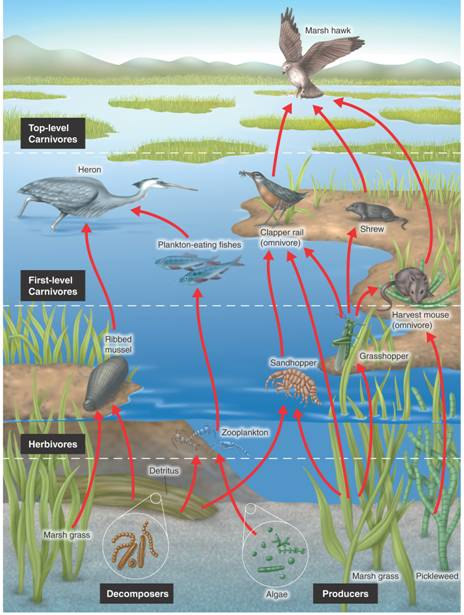 Marsh hawk
Top-level
Carnivores
Heron
Clapper rail
(omnivore)
Shrew
Plankton-eating fishes
First-level
Carnivores
Harvest mouse
(omnivore)
Ribbed
mussel
Grasshopper
Sandhopper
Zooplankton
Herbivores
Detritus
Marsh grass
Algae
Marsh grass
Pickleweed
Decomposers
Producers